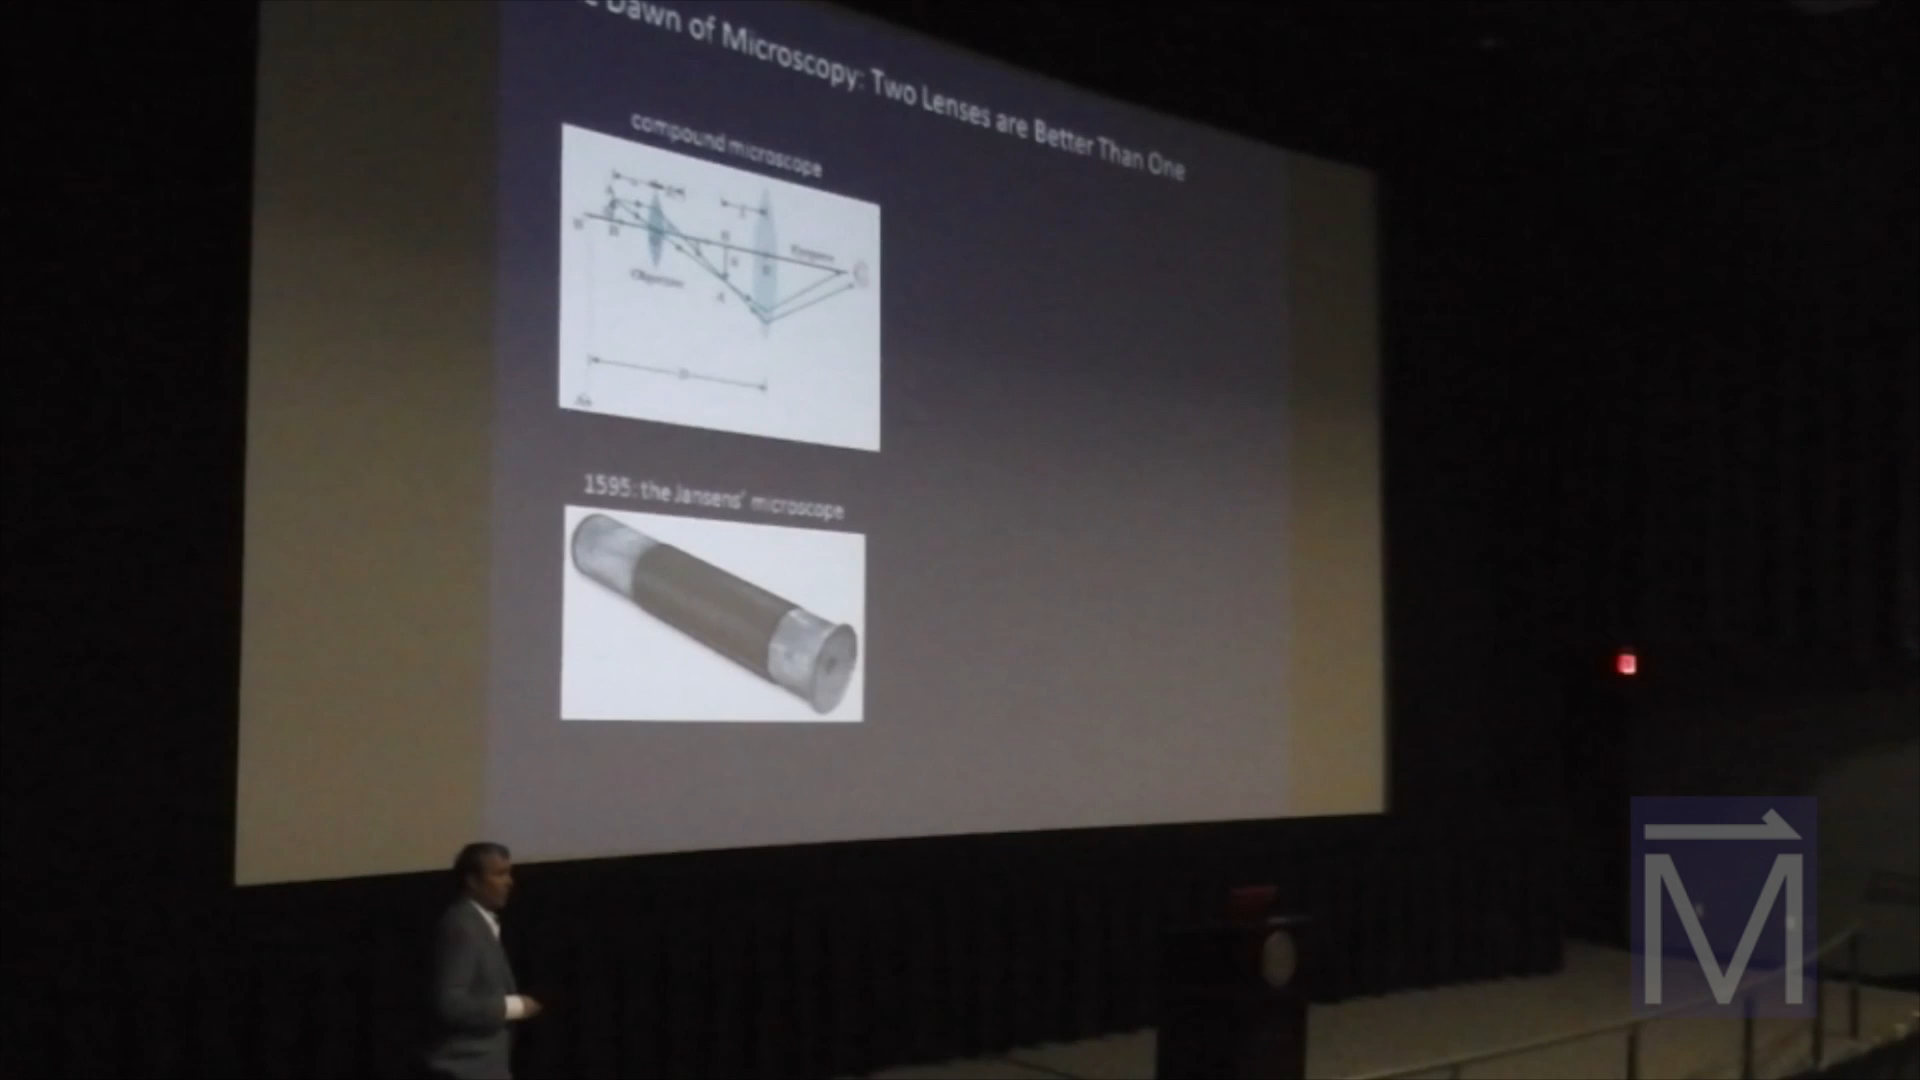 Dawn of Microscopy: Two Lenses are Better Than One
compound microscope
1595: the Jansens' microscope
M